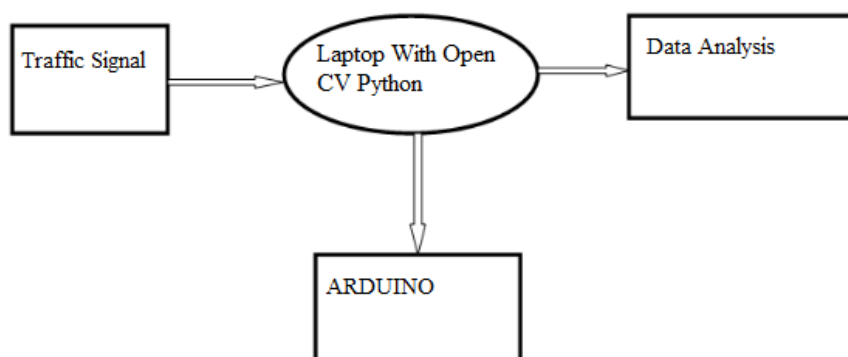 Traffic Signal
Laptop With Open
CV Python
Data Analysis
ARDUINO